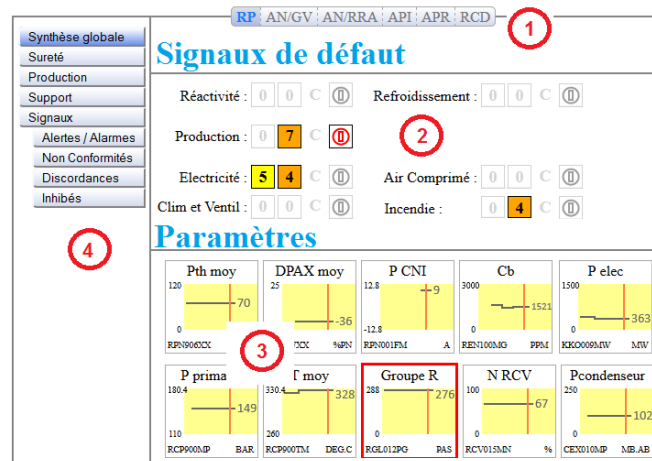 RP AN/GV AN/RRA API APR RCD
1
Synthèse globale
Sureté
Production
Support
Signaux
Alertes / Alarmes
Non Conformités
Discordances
Inhibés
4
Signaux de défaut
Réactivité : 0 0 C Refroidissement : 0 0 C
Production : 0 7 C 2
Electricité : 5 4 C Air Comprimé : 0 0 C
Clim et Ventil : 0 0 C Incendie : 0 4 C
Paramètres
Pth moy DPAX moy P CNI Cb P elec
120 25 12.8 3000 1500
70 -36 9 1521 363
0 -12.8 0 0
RPN906XX %PN RPN001FM A REN100MG PPM KKO009MW MW
3
P prima T moy Groupe R N RCV Pcondenseur
180.4 330.4 288 100 250
149 328 276 67 102
110 260 0 0 0
RCP900MP BAR RCP900TM DEG.C RGL012PG PAS RCV015MN % CEX010MP MB.AB